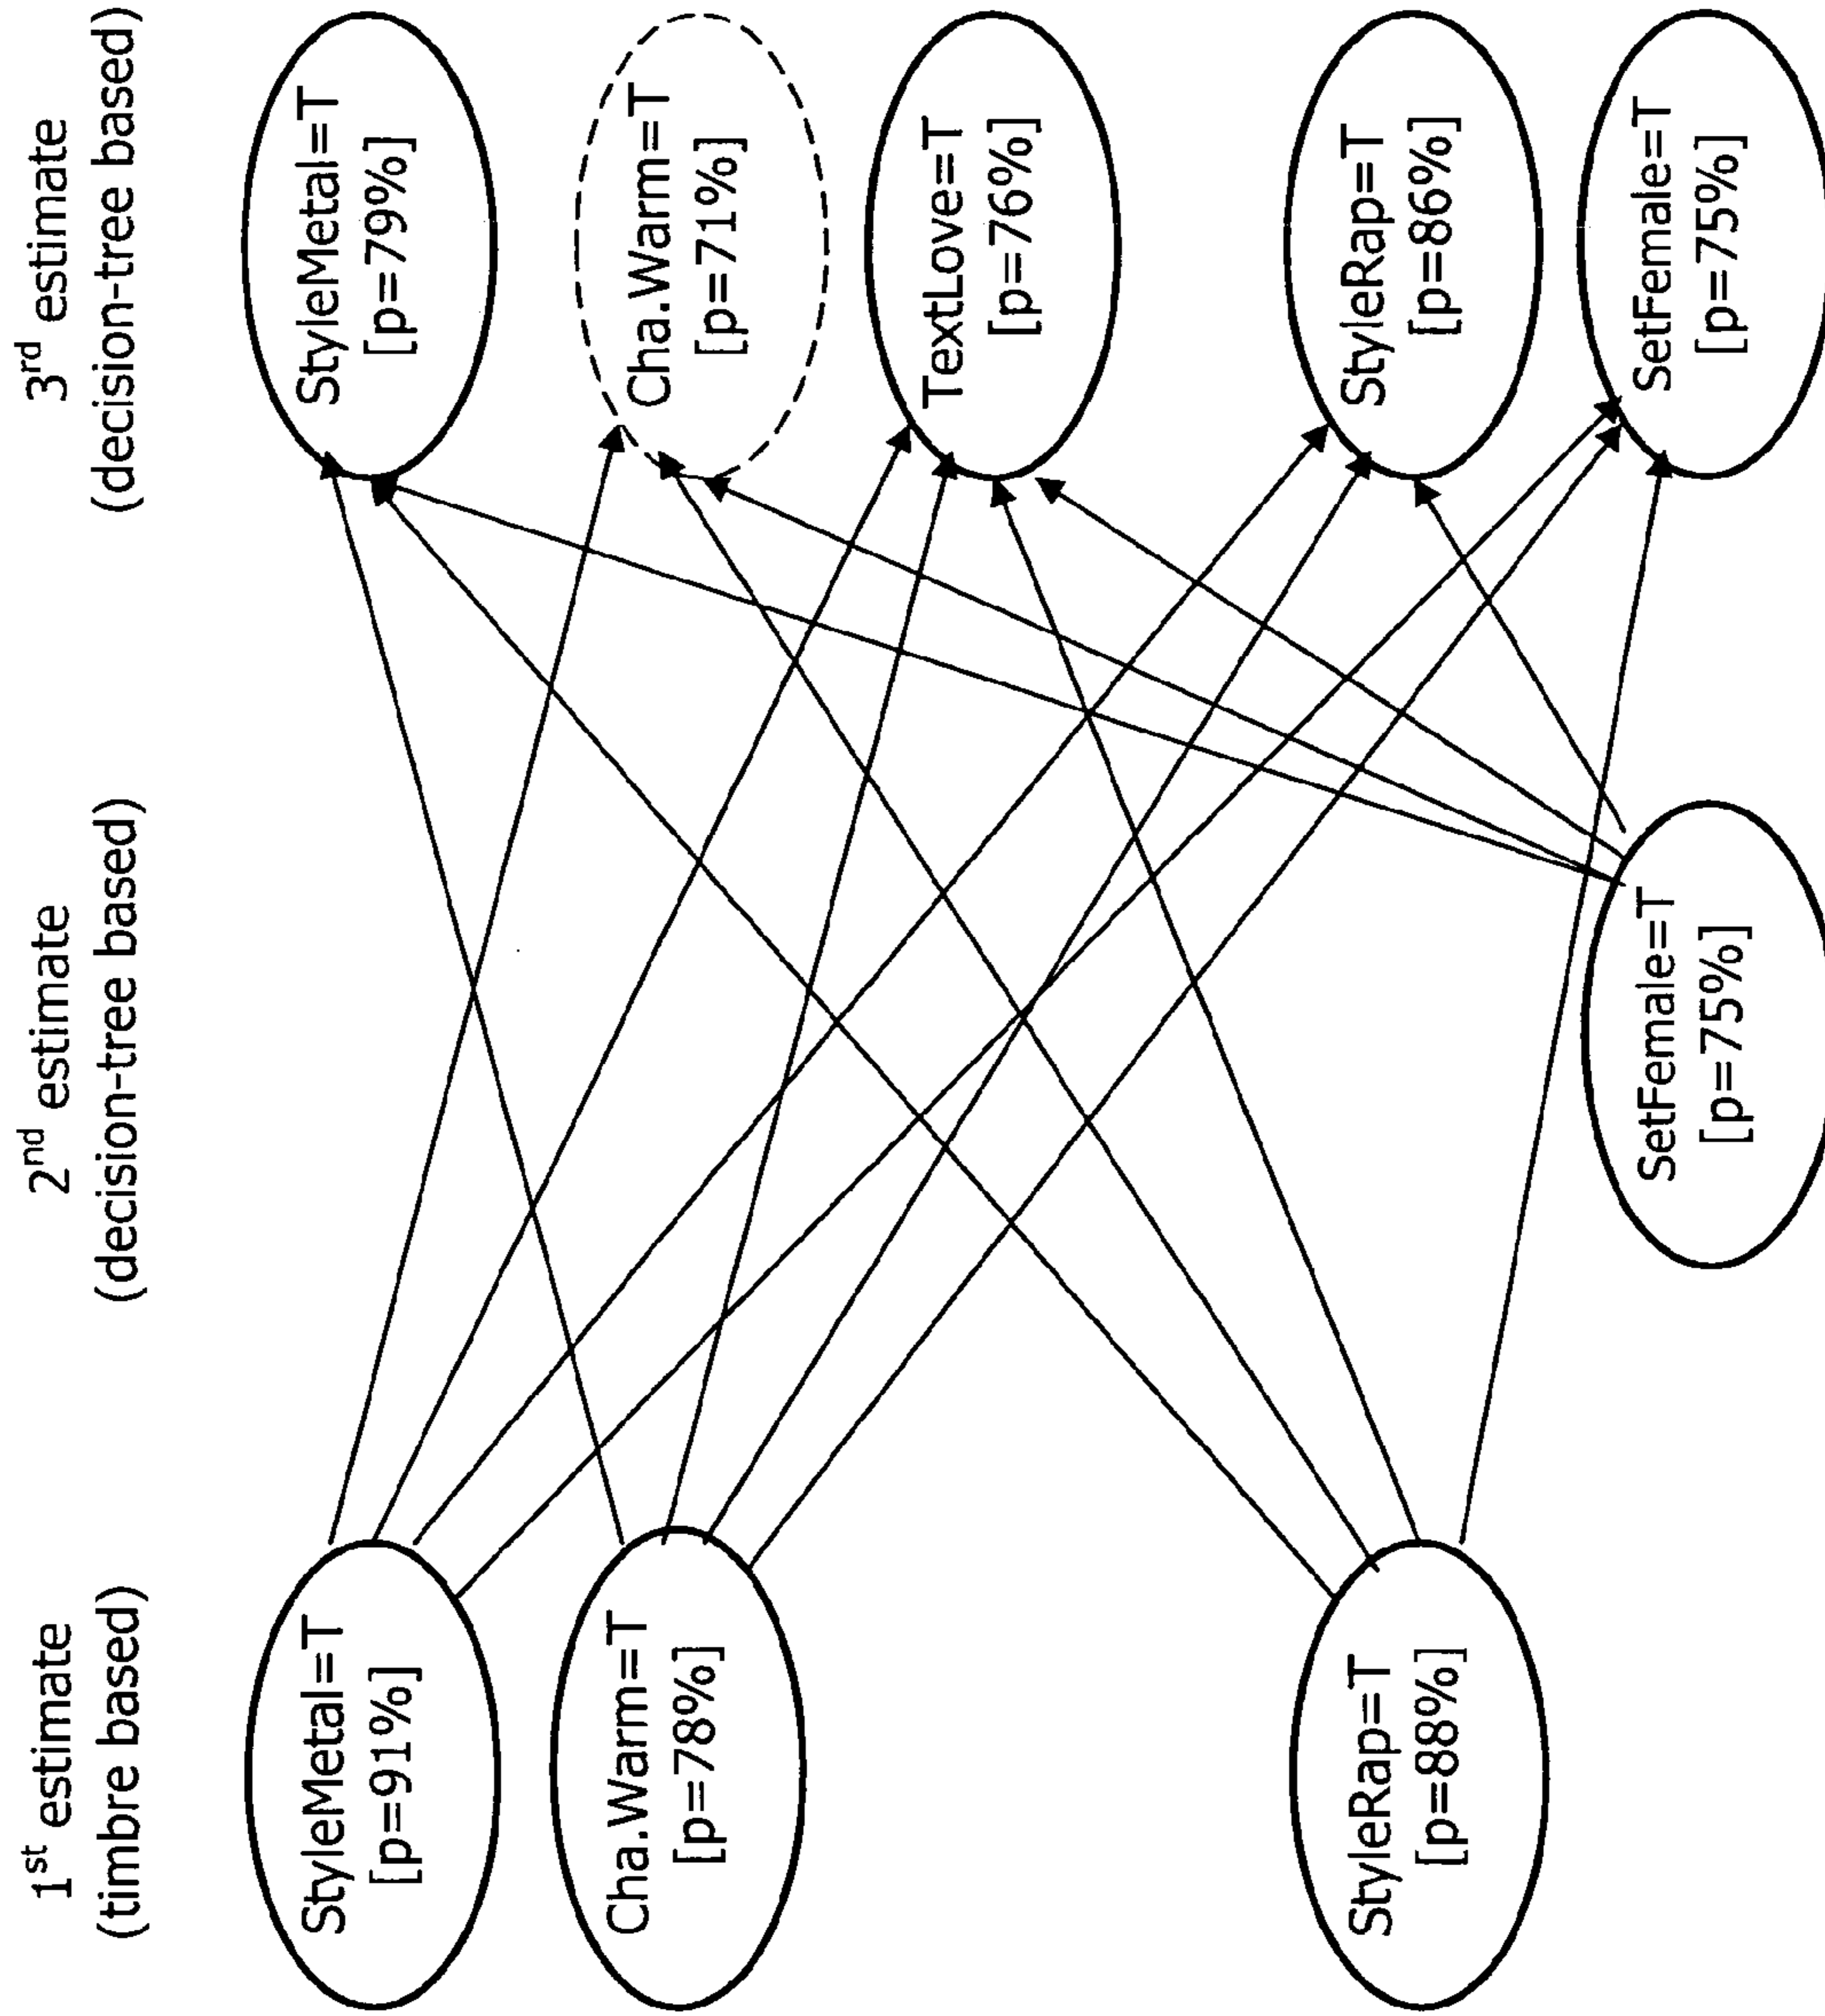 1st estimate
(timbre based)
2nd estimate
(decision-tree based)
3rd estimate
(decision-tree based)
StyleMetal=T
[p=91%]
Cha.Warm=T
[p=78%]
StyleRap=T
[p=88%]
SetFemale=T
[p=75%]
StyleMetal=T
[p=79%]
Cha.Warm=T
[p=71%]
TextLove=T
[p=76%]
StyleRap=T
[p=86%]
SetFemale=T
[p=75%]